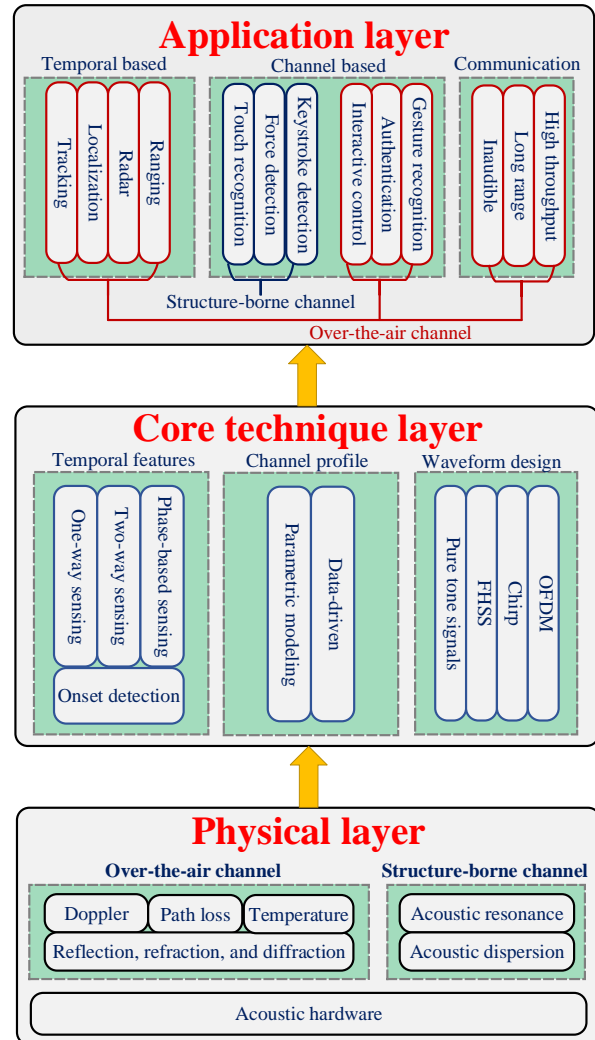 Application layer
Temporal based
Channel based
Communication
Tracking
Localization
Radar
Ranging
Touch recognition
Force detection
Keystroke detection
Interactive control
Authentication
Gesture recognition
Inaudible
Long range
High throughput
Structure-borne channel
Over-the-air channel
Core technique layer
Temporal features
Channel profile
Waveform design
One-way sensing
Two-way sensing
Phase-based sensing
Onset detection
Parametric modeling
Data-driven
Pure tone signals
FHSS
Chirp
OFDM
Physical layer
Over-the-air channel
Structure-borne channel
Doppler
Path loss
Temperature
Reflection, refraction, and diffraction
Acoustic resonance
Acoustic dispersion
Acoustic hardware